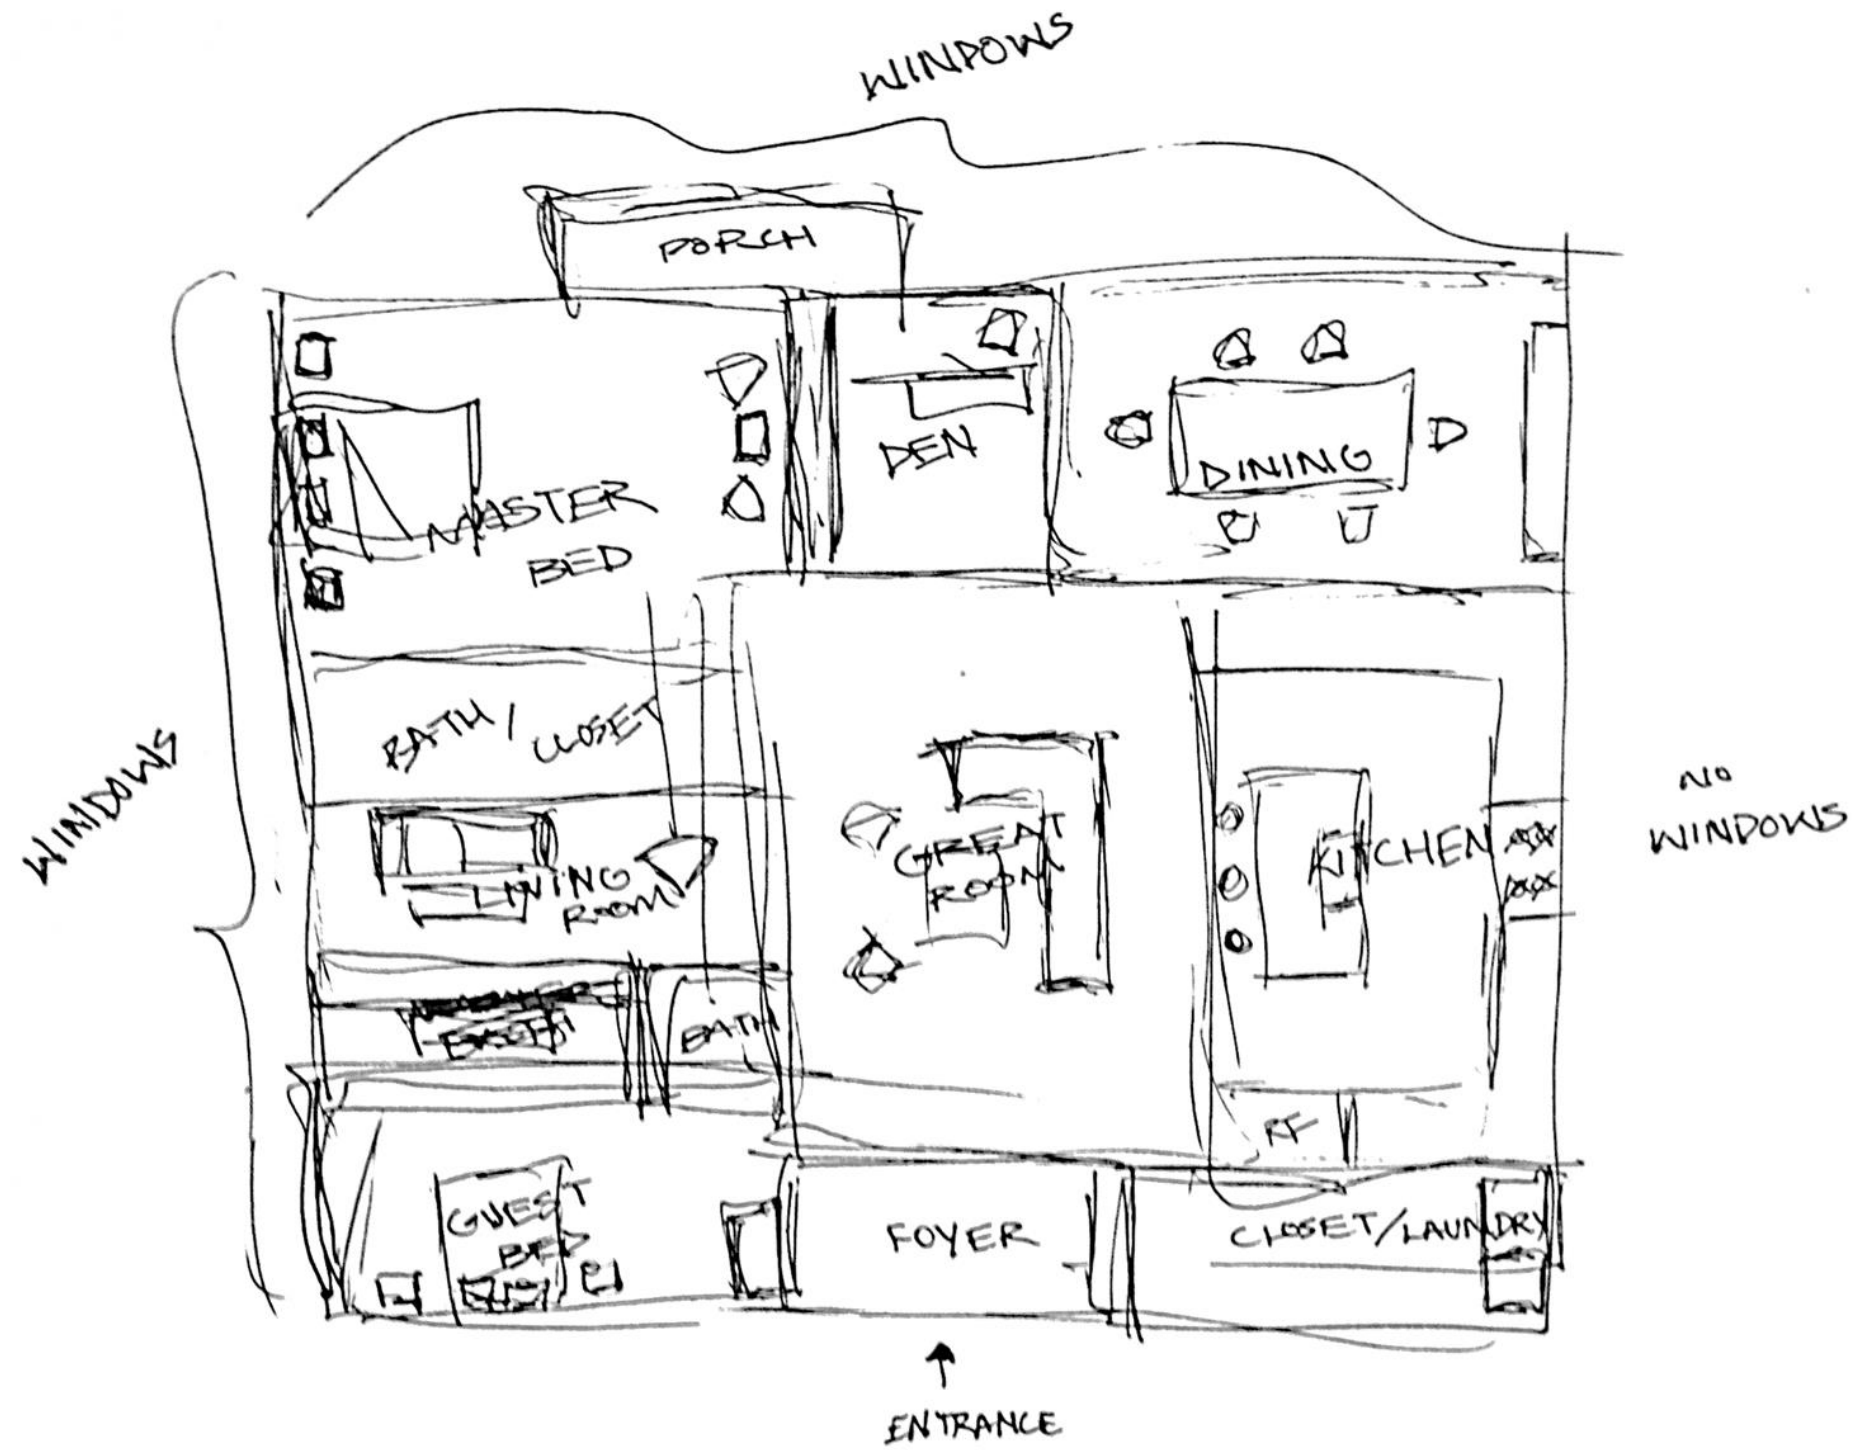 WINDOWS
PORCH
DEN
DINING
MASTER
BED
BATH/
CLOSET
WINDOWS
NO
WINDOWS
LIVING
ROOM
GREAT
ROOM
KITCHEN
BATH
RF
GUEST
BED
FOYER
CLOSET/LAUNDRY
ENTRANCE